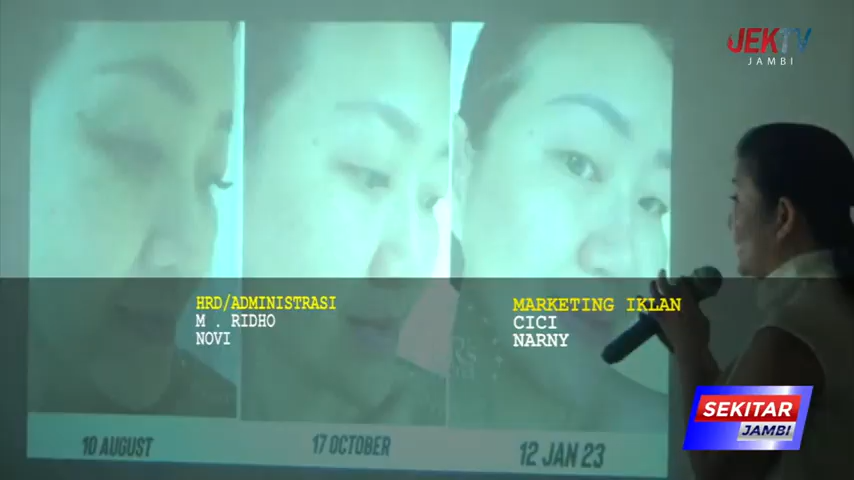 JEKTV
JAMBI
HRD/ADMINISTRASI
M . RIDHO
NOVI
MARKETING IKLAN
CICI
NARNY
SEKITAR
JAMBI
10 AUGUST
17 OCTOBER
12 JAN 23